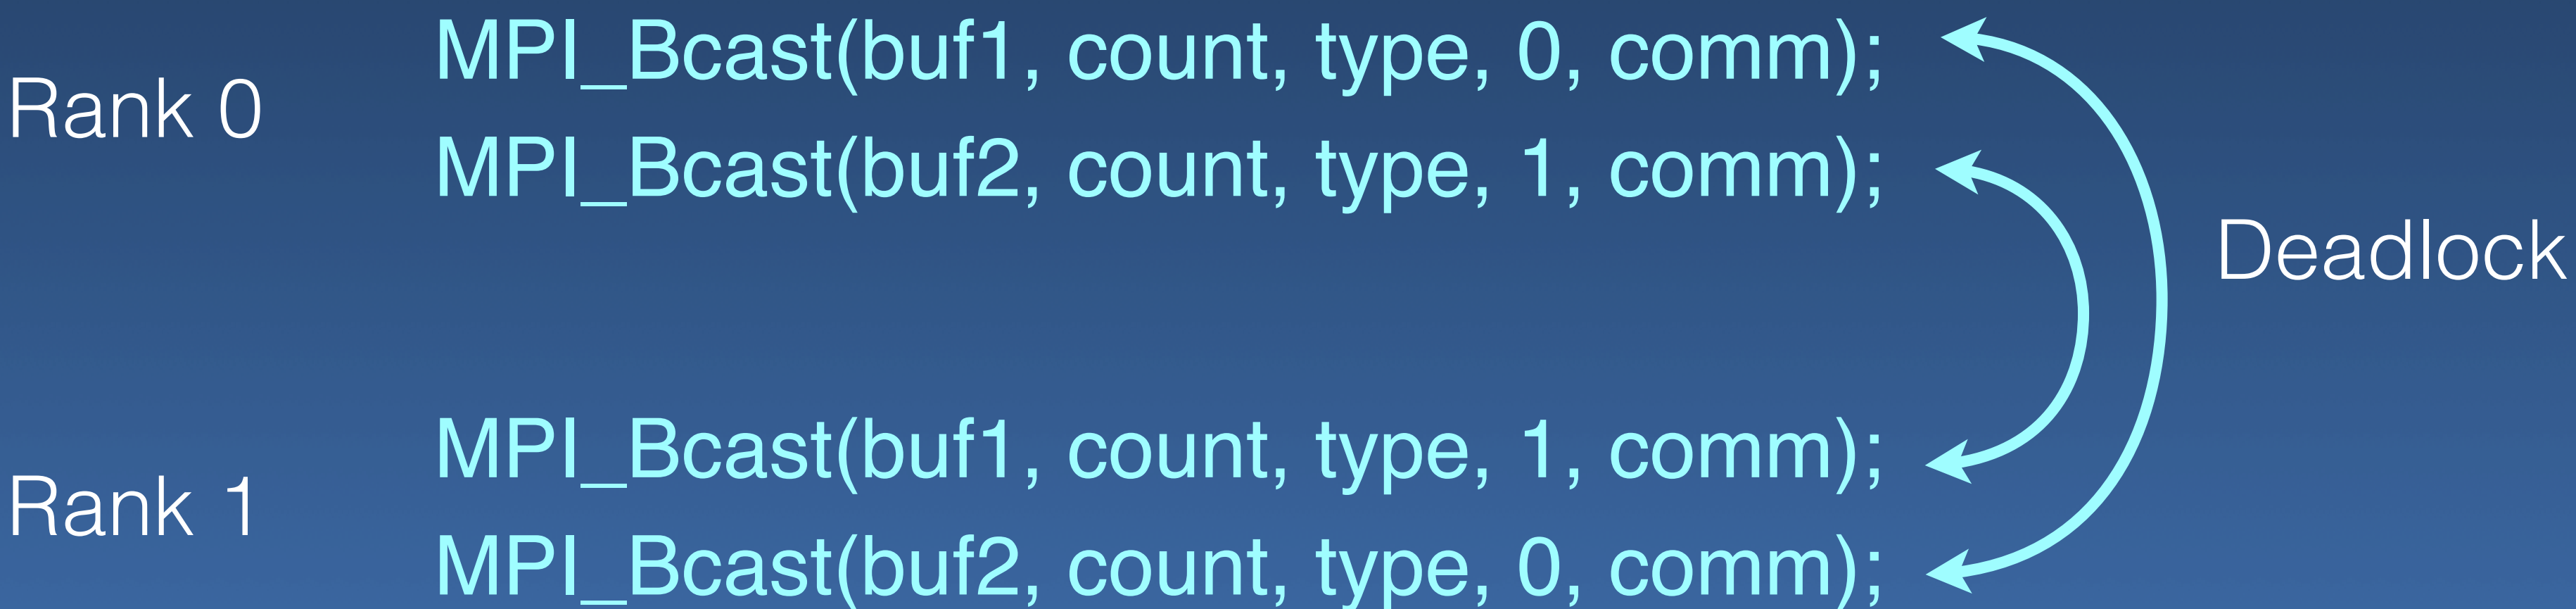 Rank 0
MPI_Bcast(buf1, count, type, 0, comm);
MPI_Bcast(buf2, count, type, 1, comm);
Deadlock
Rank 1
MPI_Bcast(buf1, count, type, 1, comm);
MPI_Bcast(buf2, count, type, 0, comm);